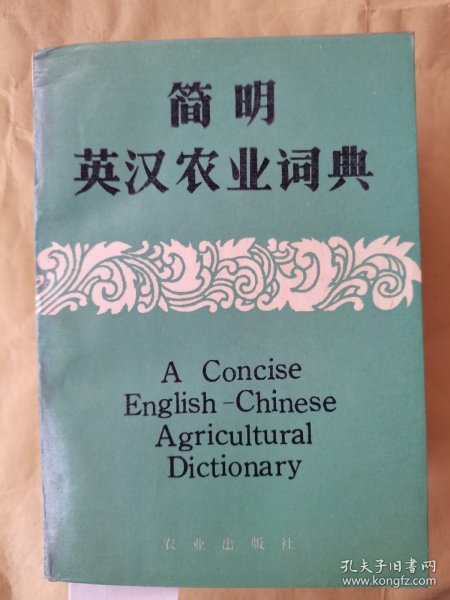 简明
英汉农业词典
A Concise
English-Chinese
Agricultural
Dictionary
农业出版社
孔夫子旧书网
www.kongfz.com